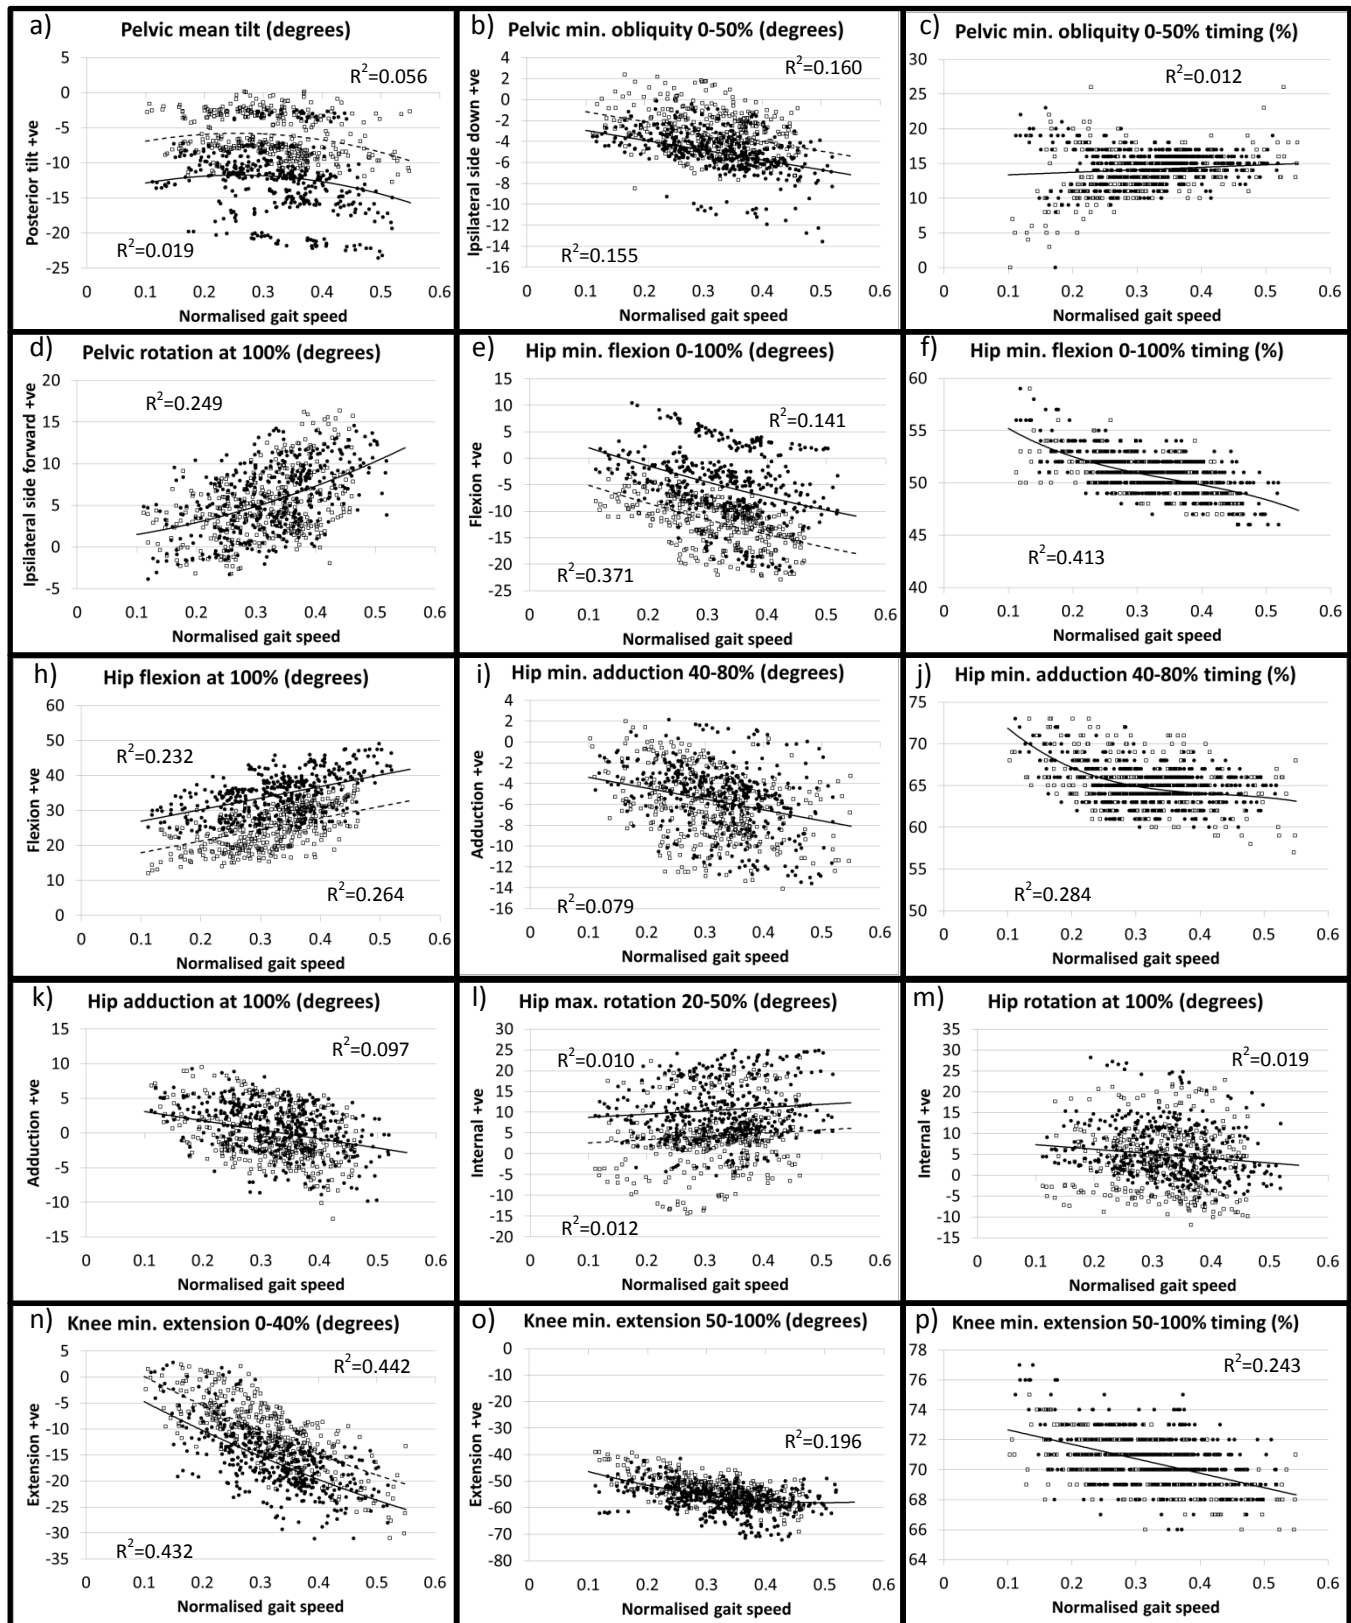 a) Pelvic mean tilt (degrees)
R²=0.056
Posterior tilt +ve
5
0
-5
-10
-15
-20
-25
R²=0.019
0 0.1 0.2 0.3 0.4 0.5 0.6
Normalised gait speed
b) Pelvic min. obliquity 0-50% (degrees)
R²=0.160
Ipsilateral side down +ve
4
2
0
-2
-4
-6
-8
-10
-12
-14
-16
R²=0.155
0 0.1 0.2 0.3 0.4 0.5 0.6
Normalised gait speed
c) Pelvic min. obliquity 0-50% timing (%)
R²=0.012
30
25
20
15
10
5
0
0 0.1 0.2 0.3 0.4 0.5 0.6
Normalised gait speed
d) Pelvic rotation at 100% (degrees)
R²=0.249
Ipsilateral side forward +ve
20
15
10
5
0
-5
0 0.1 0.2 0.3 0.4 0.5 0.6
Normalised gait speed
e) Hip min. flexion 0-100% (degrees)
R²=0.141
Flexion +ve
15
10
5
0
-5
-10
-15
-20
-25
R²=0.371
0 0.1 0.2 0.3 0.4 0.5 0.6
Normalised gait speed
f) Hip min. flexion 0-100% timing (%)
60
55
50
45
40
R²=0.413
0 0.1 0.2 0.3 0.4 0.5 0.6
Normalised gait speed
h) Hip flexion at 100% (degrees)
R²=0.232
Flexion +ve
60
50
40
30
20
10
0
R²=0.264
0 0.1 0.2 0.3 0.4 0.5 0.6
Normalised gait speed
i) Hip min. adduction 40-80% (degrees)
Adduction +ve
4
2
0
-2
-4
-6
-8
-10
-12
-14
-16
R²=0.079
0 0.1 0.2 0.3 0.4 0.5 0.6
Normalised gait speed
j) Hip min. adduction 40-80% timing (%)
75
70
65
60
55
50
R²=0.284
0 0.1 0.2 0.3 0.4 0.5 0.6
Normalised gait speed
k) Hip adduction at 100% (degrees)
R²=0.097
Adduction +ve
15
10
5
0
-5
-10
-15
0 0.1 0.2 0.3 0.4 0.5 0.6
Normalised gait speed
l) Hip max. rotation 20-50% (degrees)
R²=0.010
Internal +ve
30
25
20
15
10
5
0
-5
-10
-15
-20
R²=0.012
0 0.1 0.2 0.3 0.4 0.5 0.6
Normalised gait speed
m) Hip rotation at 100% (degrees)
R²=0.019
Internal +ve
35
30
25
20
15
10
5
0
-5
-10
-15
0 0.1 0.2 0.3 0.4 0.5 0.6
Normalised gait speed
n) Knee min. extension 0-40% (degrees)
R²=0.442
Extension +ve
5
0
-5
-10
-15
-20
-25
-30
-35
R²=0.432
0 0.1 0.2 0.3 0.4 0.5 0.6
Normalised gait speed
o) Knee min. extension 50-100% (degrees)
R²=0.196
Extension +ve
0
-10
-20
-30
-40
-50
-60
-70
-80
0 0.1 0.2 0.3 0.4 0.5 0.6
Normalised gait speed
p) Knee min. extension 50-100% timing (%)
R²=0.243
78
76
74
72
70
68
66
64
0 0.1 0.2 0.3 0.4 0.5 0.6
Normalised gait speed